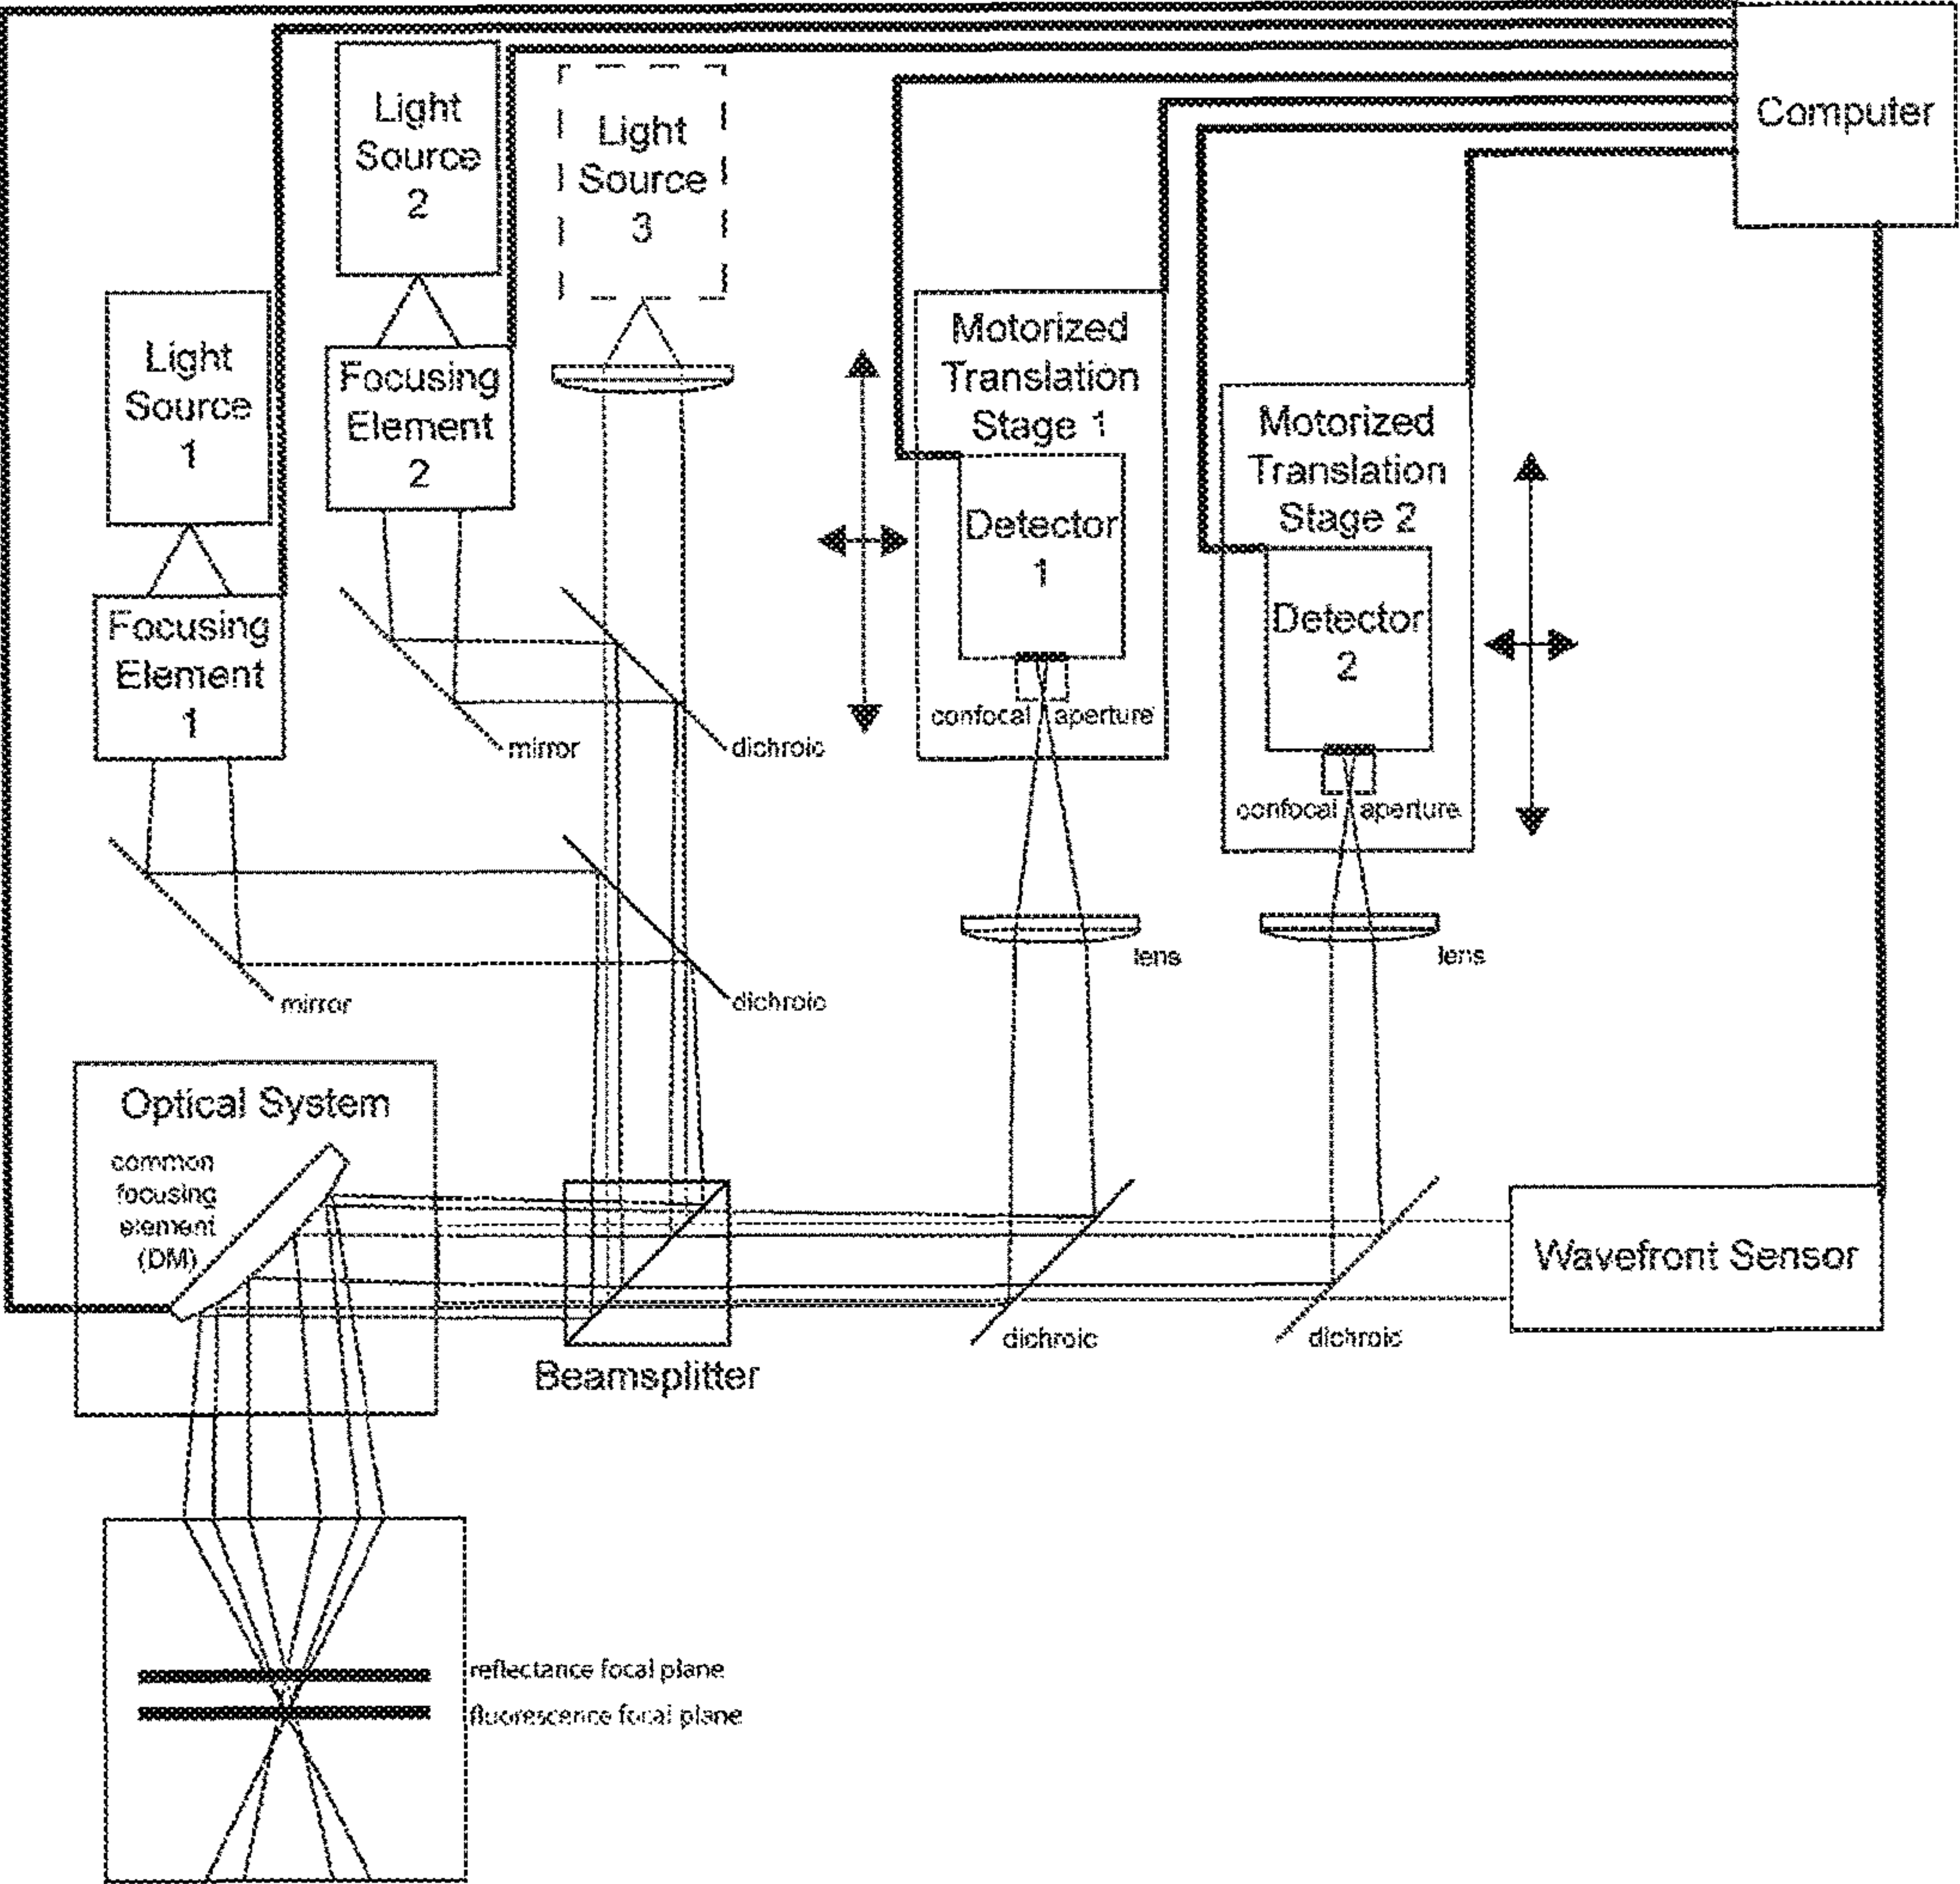 Computer
Light
Source
2
Light
Source
3
Light
Source
1
Focusing
Element
2
Focusing
Element
1
Motorized
Translation
Stage 1
Detector
1
confocal aperture
Motorized
Translation
Stage 2
Detector
2
confocal aperture
mirror
dichroic
mirror
dichroic
lens
lens
Optical System
common
focusing
element
(DM)
Beamsplitter
dichroic
dichroic
Wavefront Sensor
reflectance focal plane
fluorescence focal plane